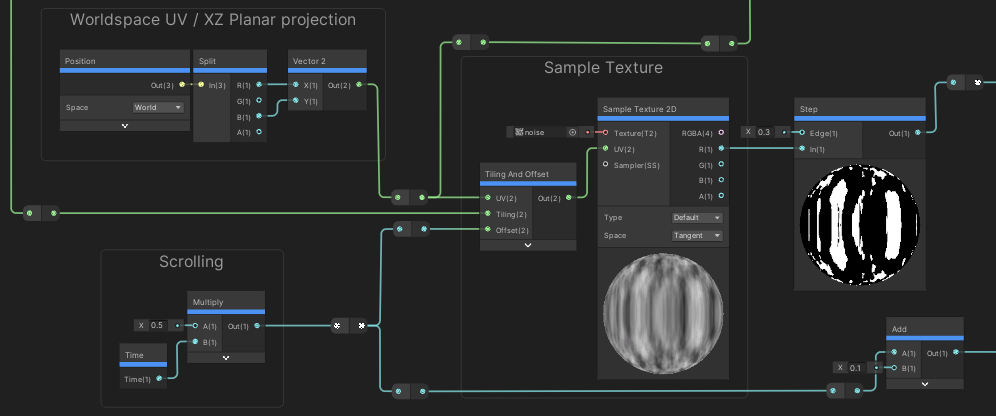 Worldspace UV / XZ Planar projection
Position
Out(3)
Space World
Split
In(3)
R(1)
G(1)
B(1)
A(1)
Vector 2
X(1) Out(2)
Y(1)
Sample Texture
noise
Sample Texture 2D
Texture(T2) RGBA(4)
UV(2) R(1)
Sampler(SS) G(1)
B(1)
A(1)
Type Default
Space Tangent
Tiling And Offset
UV(2) Out(2)
Tiling(2)
Offset(2)
X 0.3
Step
Edge(1) Out(1)
In(1)
Scrolling
Multiply
X 0.5
A(1) Out(1)
B(1)
Time
Time(1)
Add
A(1) Out(1)
X 0.1
B(1)